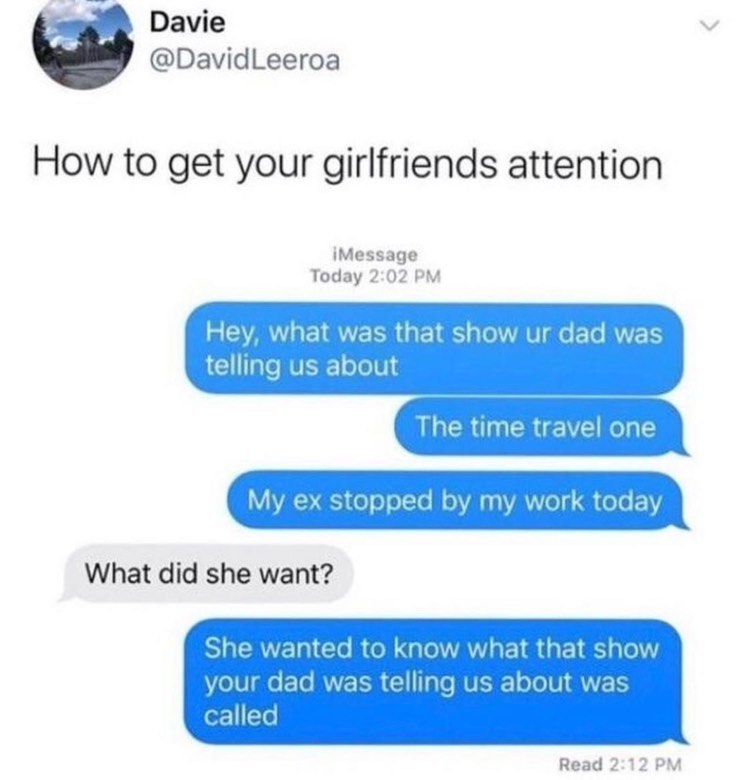 Davie
@DavidLeeroa
How to get your girlfriends attention
iMessage
Today 2:02 PM
Hey, what was that show ur dad was
telling us about
The time travel one
My ex stopped by my work today
What did she want?
She wanted to know what that show
your dad was telling us about was
called
Read 2:12 PM